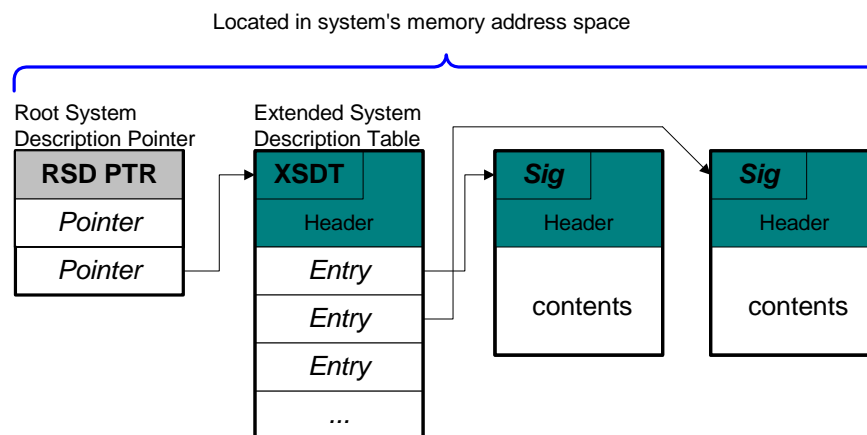 Located in system's memory address space
Root System
Description Pointer
RSD PTR
Pointer
Pointer
Extended System
Description Table
XSDT
Header
Entry
Entry
Entry
...
Sig
Header
contents
Sig
Header
contents